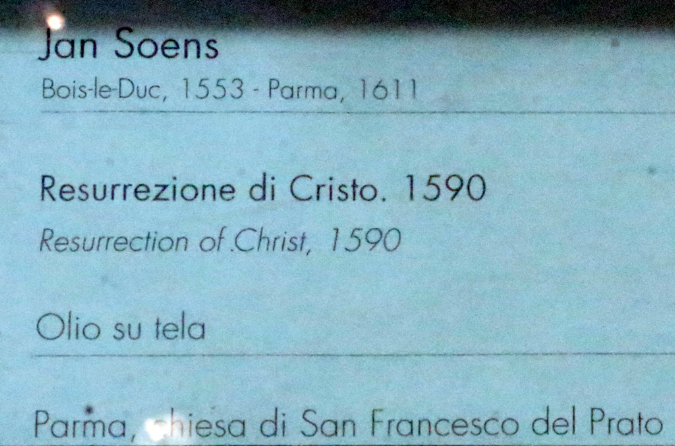 Jan Soens
Bois-le-Duc, 1553 - Parma, 1611
Resurrezione di Cristo. 1590
Resurrection of Christ, 1590
Olio su tela
Parma, chiesa di San Francesco del Prato